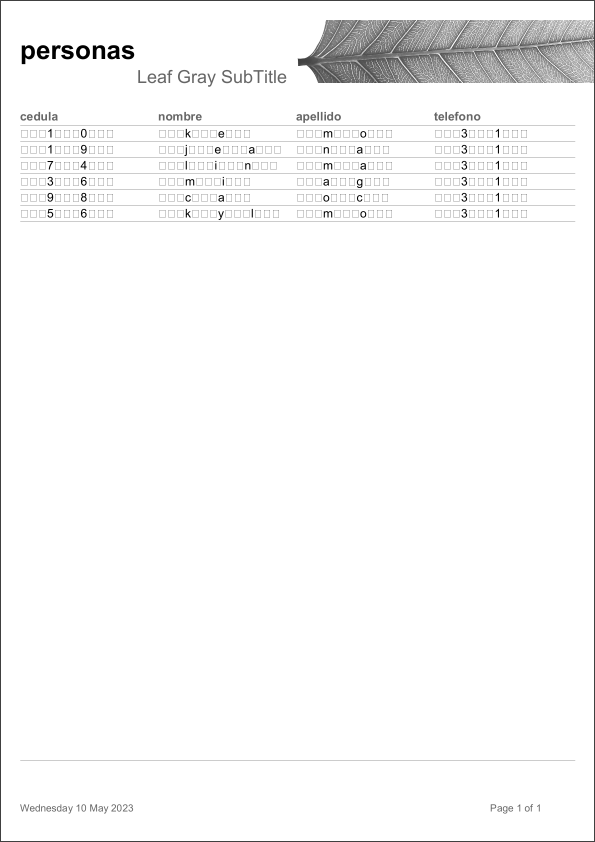 personas
Leaf Gray SubTitle
cedula nombre apellido telefono
□□□1□□□0□□□ □□□k□□□e□□□ □□□m□□□o□□□ □□□3□□□1□□□
□□□1□□□9□□□ □□□j□□□e□□□a□□□ □□□n□□□a□□□ □□□3□□□1□□□
□□□7□□□4□□□ □□□l□□□i□□□n□□□ □□□m□□□a□□□ □□□3□□□1□□□
□□□3□□□6□□□ □□□m□□□i□□□ □□□a□□□g□□□ □□□3□□□1□□□
□□□9□□□8□□□ □□□c□□□a□□□ □□□o□□□c□□□ □□□3□□□1□□□
□□□5□□□6□□□ □□□k□□□y□□□l□□□ □□□m□□□o□□□ □□□3□□□1□□□
Wednesday 10 May 2023 Page 1 of 1